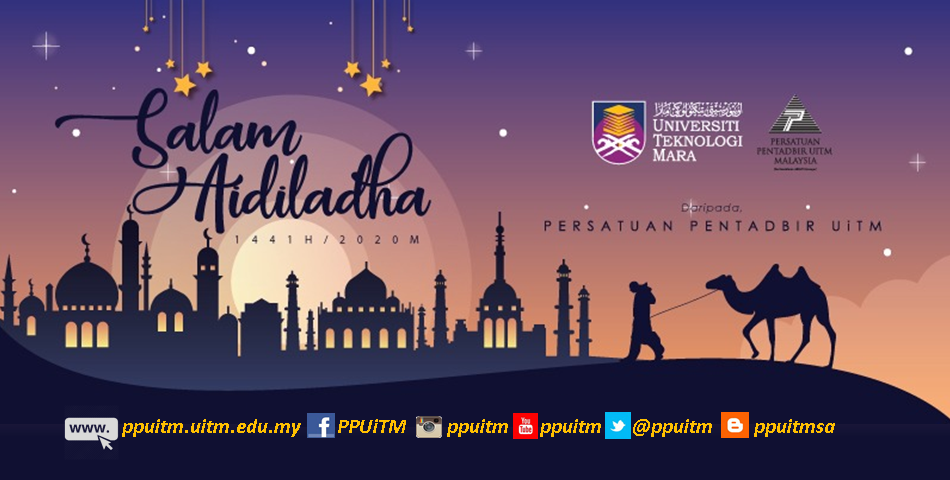 Salam
Aidiladha
1441H/2020M
UNIVERSITI
TEKNOLOGI
MARA
PERSATUAN
PENTADBIR UITM
MALAYSIA
Daripada,
PERSATUAN PENTADBIR UiTM
www. ppuitm.uitm.edu.my f PPUiTM ppuitm You Tube ppuitm @ppuitm ppuitmsa